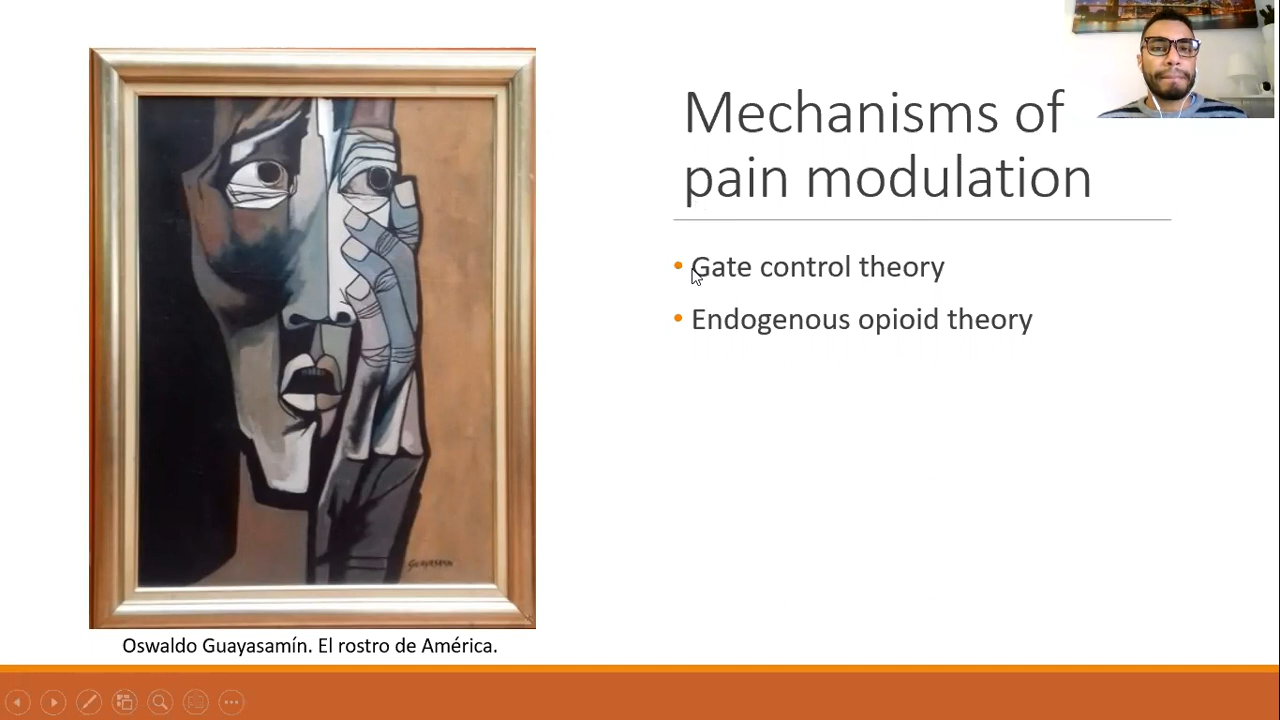 Mechanisms of
pain modulation
• Gate control theory
• Endogenous opioid theory
GUAYASAMIN
Oswaldo Guayasamín. El rostro de América.